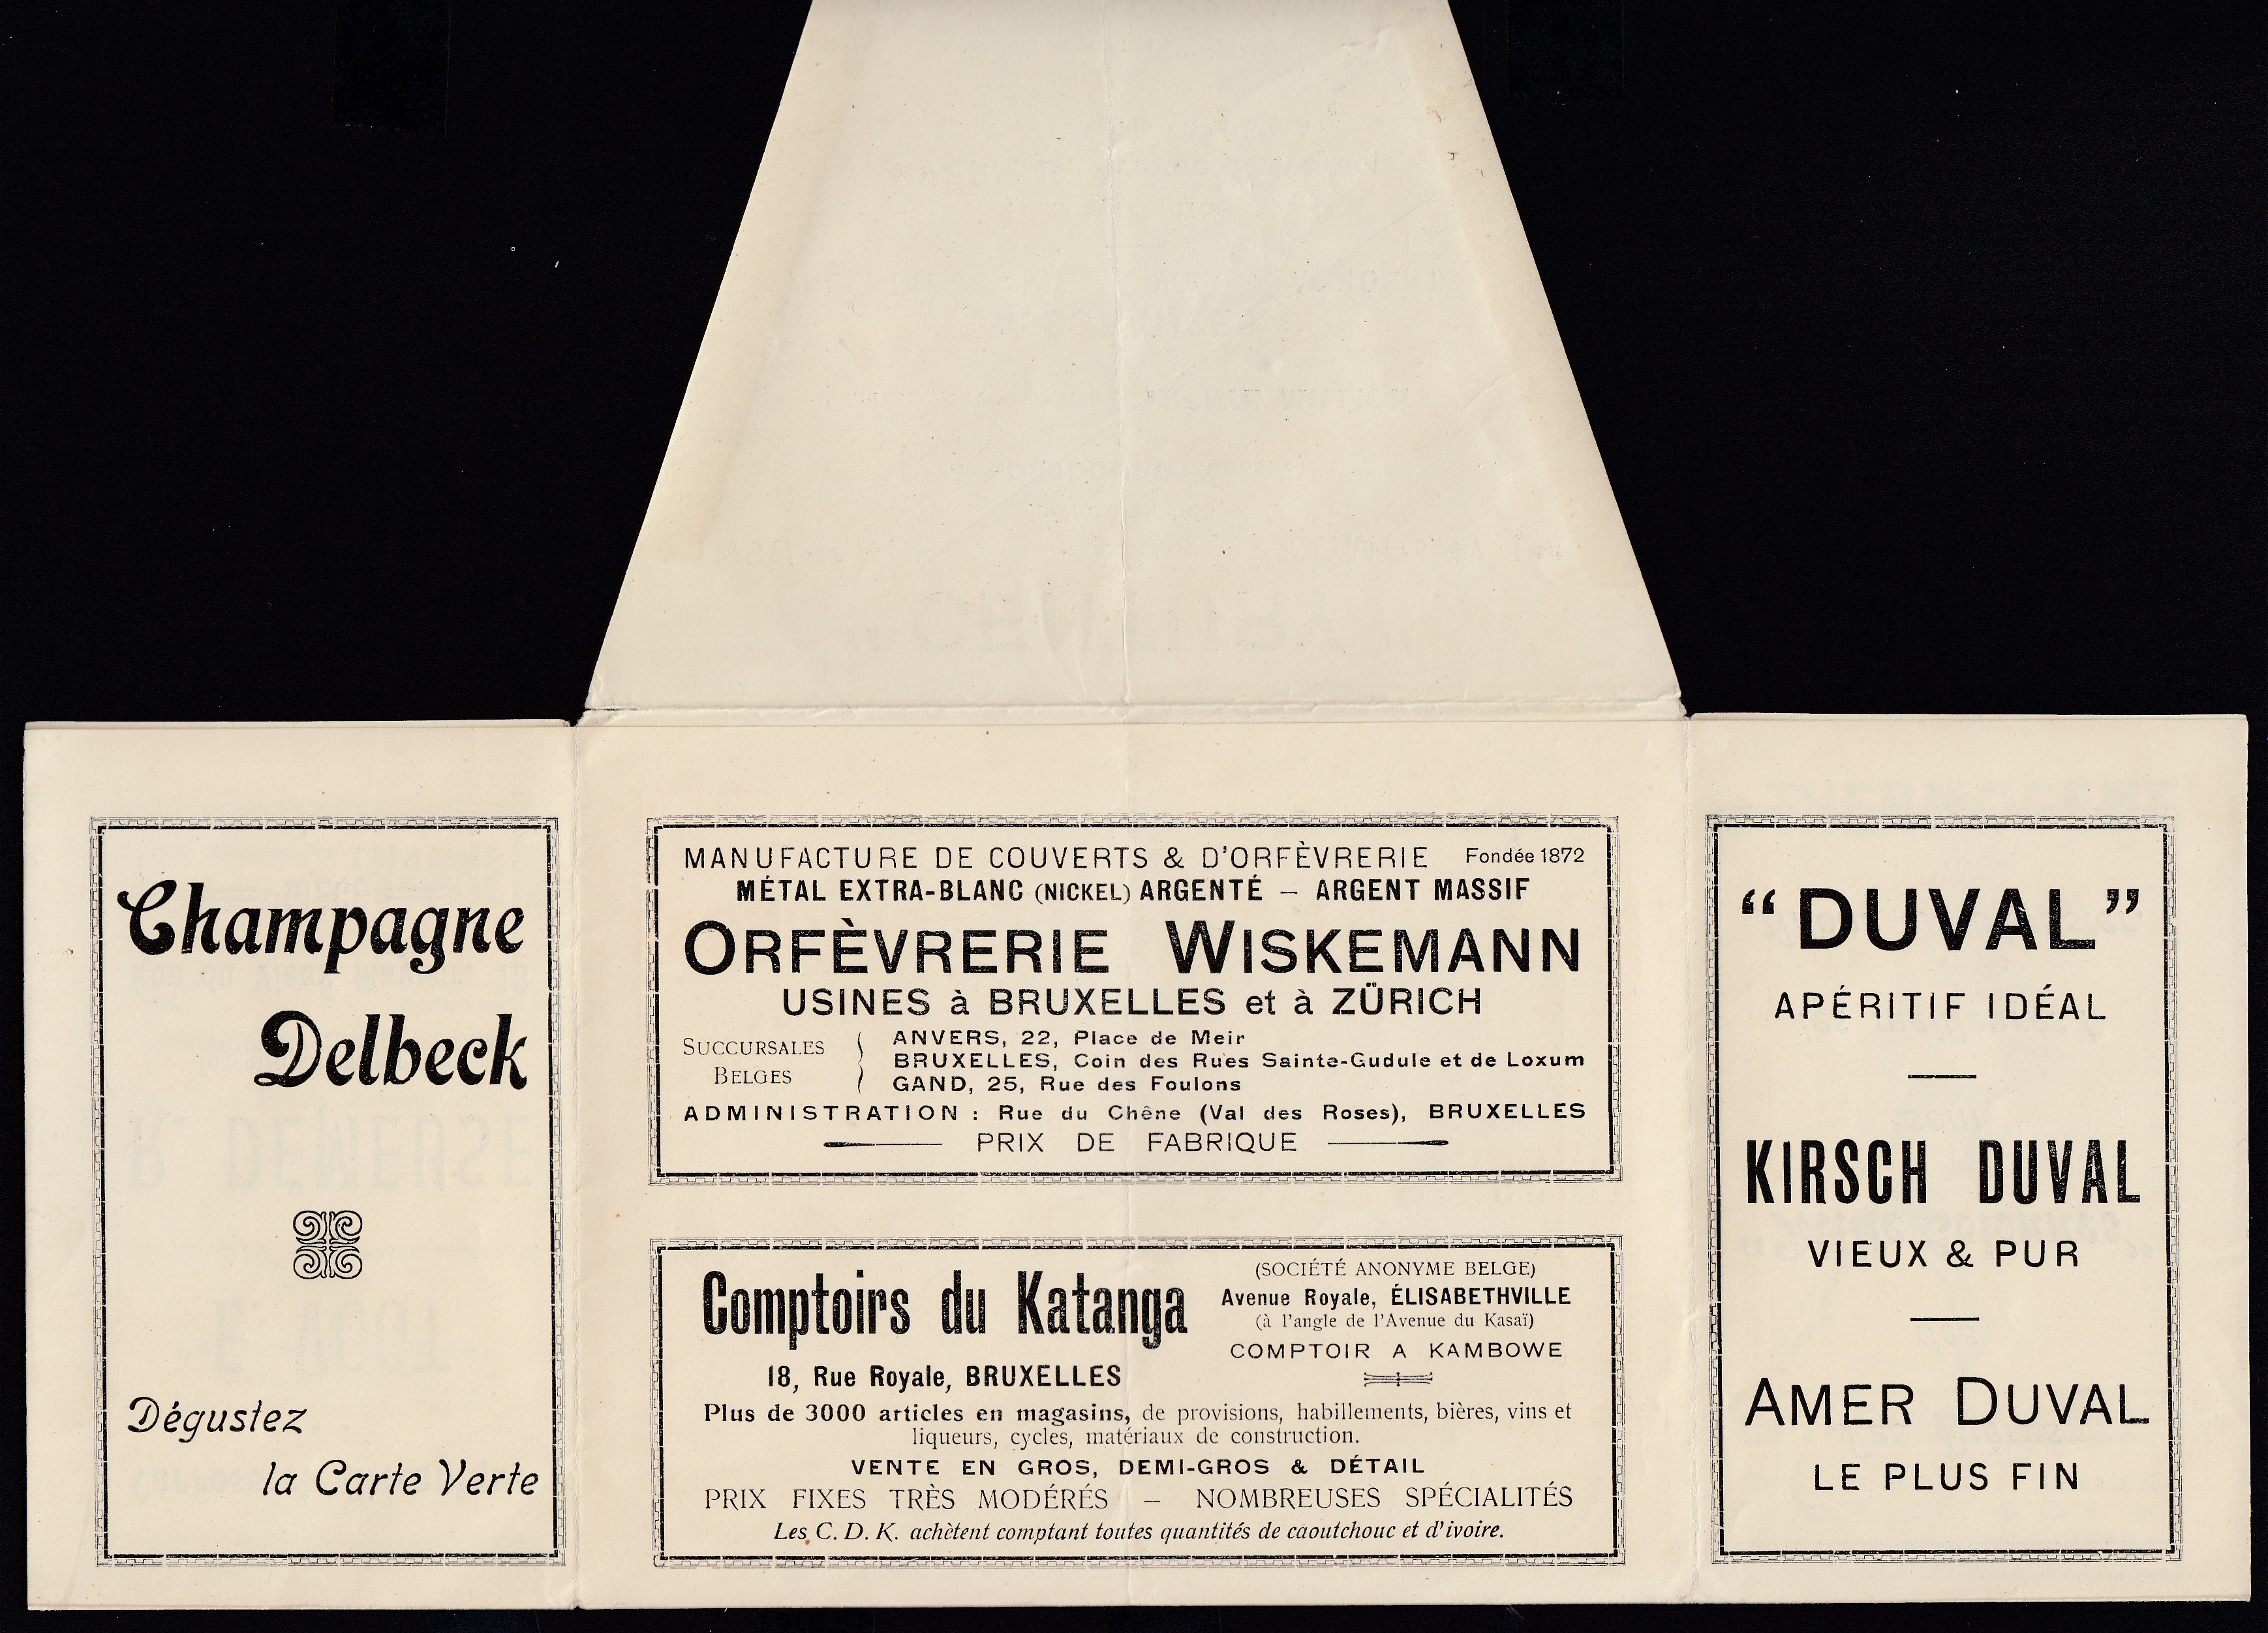 Champagne
Delbeck
Dégustez
la Carte Verte
MANUFACTURE DE COUVERTS & D'ORFÈVRERIE Fondée 1872
MÉTAL EXTRA-BLANC (NICKEL) ARGENTÉ — ARGENT MASSIF
ORFÈVRERIE WISKEMANN
USINES à BRUXELLES et à ZÜRICH
SUCCURSALES BELGES
ANVERS, 22, Place de Meir
BRUXELLES, Coin des Rues Sainte-Gudule et de Loxum
GAND, 25, Rue des Foulons
ADMINISTRATION : Rue du Chêne (Val des Roses), BRUXELLES
PRIX DE FABRIQUE
Comptoirs du Katanga
18, Rue Royale, BRUXELLES
(SOCIÉTÉ ANONYME BELGE)
Avenue Royale, ÉLISABETHVILLE
(à l'angle de l'Avenue du Kasaï)
COMPTOIR A KAMBOWE
Plus de 3000 articles en magasins, de provisions, habillements, bières, vins et
liqueurs, cycles, matériaux de construction.
VENTE EN GROS, DEMI-GROS & DÉTAIL
PRIX FIXES TRÈS MODÉRÉS — NOMBREUSES SPÉCIALITÉS
Les C. D. K. achètent comptant toutes quantités de caoutchouc et d'ivoire.
“DUVAL”
APÉRITIF IDÉAL
KIRSCH DUVAL
VIEUX & PUR
AMER DUVAL
LE PLUS FIN